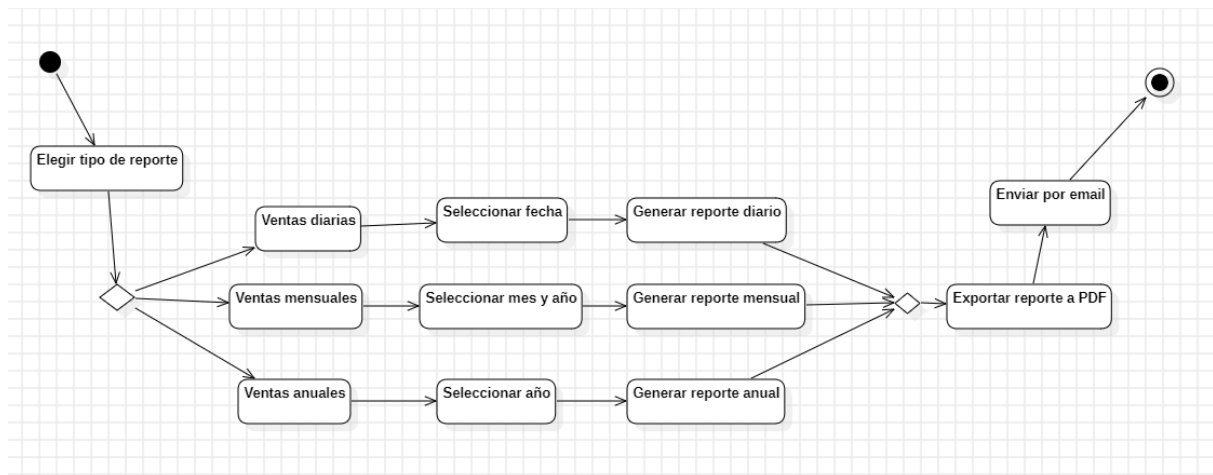 Elegir tipo de reporte
Ventas diarias
Seleccionar fecha
Generar reporte diario
Ventas mensuales
Seleccionar mes y año
Generar reporte mensual
Ventas anuales
Seleccionar año
Generar reporte anual
Exportar reporte a PDF
Enviar por email